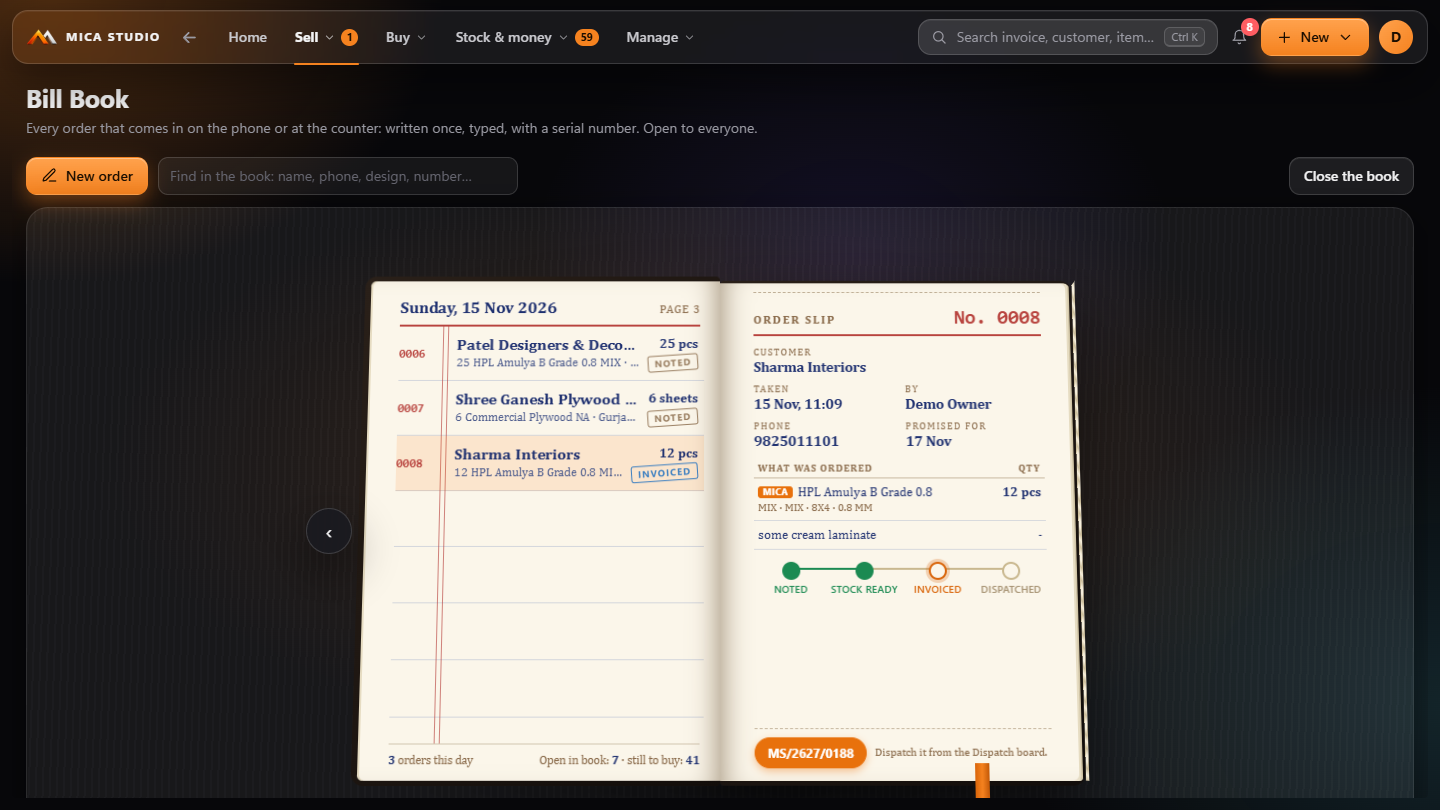 MICA STUDIO
Home
Sell 1
Buy
Stock & money 59
Manage
Search invoice, customer, item... Ctrl K
8
New
D
Bill Book
Every order that comes in on the phone or at the counter: written once, typed, with a serial number. Open to everyone.
New order
Find in the book: name, phone, design, number...
Close the book
Sunday, 15 Nov 2026 PAGE 3
0006 Patel Designers & Deco... 25 pcs
25 HPL Amulya B Grade 0.8 MIX · ... NOTED
0007 Shree Ganesh Plywood ... 6 sheets
6 Commercial Plywood NA · Gurja... NOTED
0008 Sharma Interiors 12 pcs
12 HPL Amulya B Grade 0.8 MI... INVOICED
3 orders this day Open in book: 7 · still to buy: 41
ORDER SLIP No. 0008
CUSTOMER
Sharma Interiors
TAKEN BY
15 Nov, 11:09 Demo Owner
PHONE PROMISED FOR
9825011101 17 Nov
WHAT WAS ORDERED QTY
MICA HPL Amulya B Grade 0.8 12 pcs
MIX · MIX · 8X4 · 0.8 MM
some cream laminate -
NOTED STOCK READY INVOICED DISPATCHED
MS/2627/0188 Dispatch it from the Dispatch board.